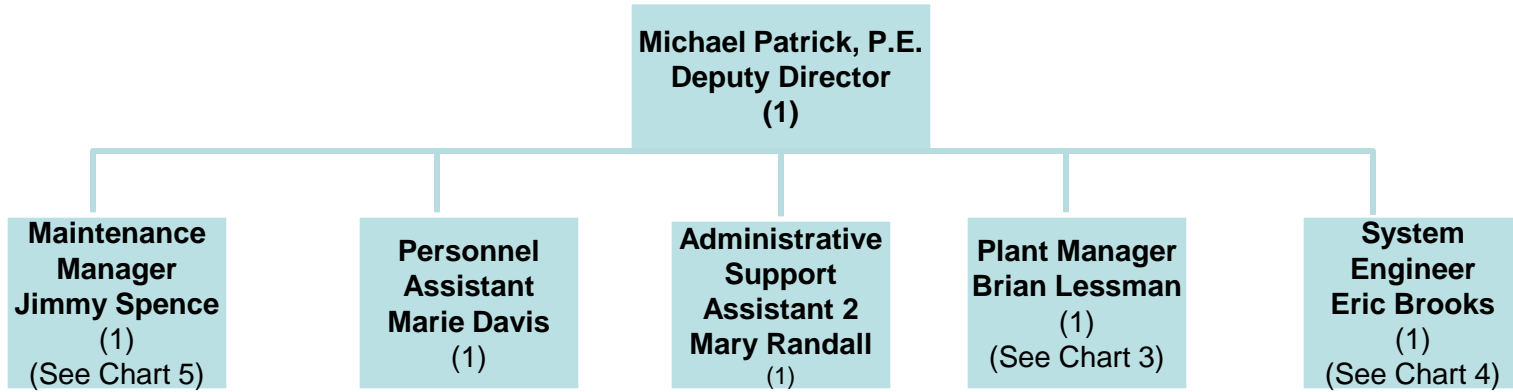 Michael Patrick, P.E.
Deputy Director
(1)
Maintenance
Manager
Jimmy Spence
(1)
(See Chart 5)
Personnel
Assistant
Marie Davis
(1)
Administrative
Support
Assistant 2
Mary Randall
(1)
Plant Manager
Brian Lessman
(1)
(See Chart 3)
System
Engineer
Eric Brooks
(1)
(See Chart 4)